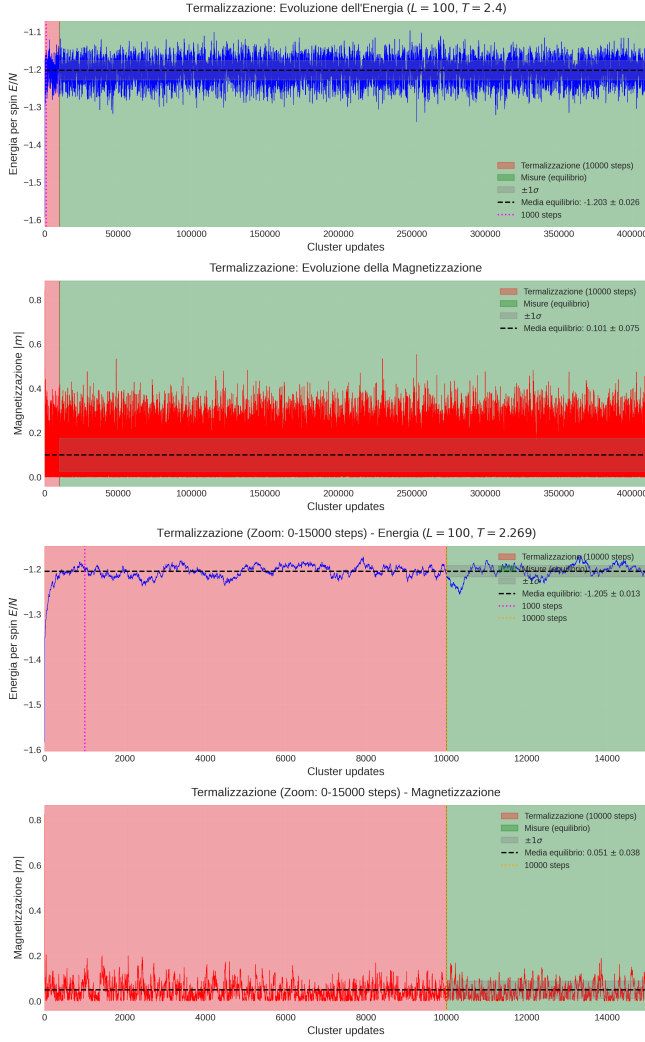 Termalizzazione: Evoluzione dell'Energia (L = 100, T = 2.4)
−1.1
−1.2
−1.3
−1.4
−1.5
−1.6
Energia per spin E/N
Termalizzazione (10000 steps)
Misure (equilibrio)
±1σ
Media equilibrio: -1.203 ± 0.026
1000 steps
0 50000 100000 150000 200000 250000 300000 350000 400000
Cluster updates
Termalizzazione: Evoluzione della Magnetizzazione
0.8
0.6
0.4
0.2
0.0
Magnetizzazione |m|
Termalizzazione (10000 steps)
Misure (equilibrio)
±1σ
Media equilibrio: 0.101 ± 0.075
0 50000 100000 150000 200000 250000 300000 350000 400000
Cluster updates
Termalizzazione (Zoom: 0-15000 steps) - Energia (L = 100, T = 2.269)
−1.2
−1.3
−1.4
−1.5
−1.6
Energia per spin E/N
Termalizzazione (10000 steps)
Misure (equilibrio)
±1σ
Media equilibrio: -1.205 ± 0.013
1000 steps
10000 steps
0 2000 4000 6000 8000 10000 12000 14000
Cluster updates
Termalizzazione (Zoom: 0-15000 steps) - Magnetizzazione
0.8
0.6
0.4
0.2
0.0
Magnetizzazione |m|
Termalizzazione (10000 steps)
Misure (equilibrio)
±1σ
Media equilibrio: 0.051 ± 0.038
10000 steps
0 2000 4000 6000 8000 10000 12000 14000
Cluster updates